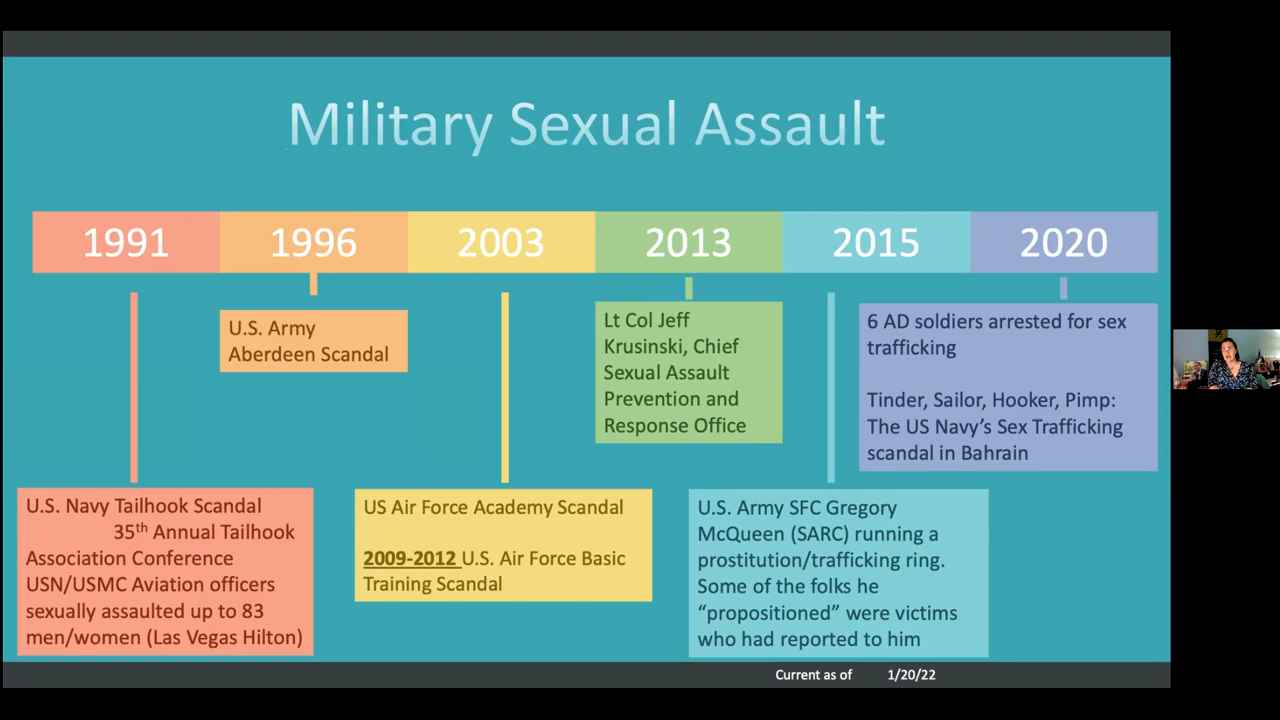 Military Sexual Assault
1991
1996
2003
2013
2015
2020
U.S. Navy Tailhook Scandal
35th Annual Tailhook
Association Conference
USN/USMC Aviation officers
sexually assaulted up to 83
men/women (Las Vegas Hilton)
U.S. Army
Aberdeen Scandal
US Air Force Academy Scandal
2009-2012 U.S. Air Force Basic
Training Scandal
Lt Col Jeff
Krusinski, Chief
Sexual Assault
Prevention and
Response Office
U.S. Army SFC Gregory
McQueen (SARC) running a
prostitution/trafficking ring.
Some of the folks he
“propositioned” were victims
who had reported to him
6 AD soldiers arrested for sex
trafficking
Tinder, Sailor, Hooker, Pimp:
The US Navy’s Sex Trafficking
scandal in Bahrain
Current as of 1/20/22